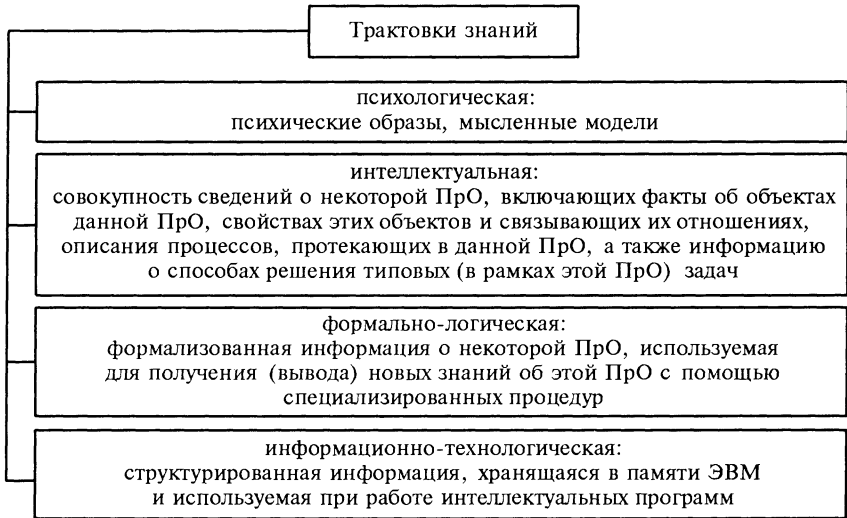 Трактовки знаний
психологическая:
психические образы, мысленные модели
интеллектуальная:
совокупность сведений о некоторой ПрО, включающих факты об объектах
данной ПрО, свойствах этих объектов и связывающих их отношениях,
описания процессов, протекающих в данной ПрО, а также информацию
о способах решения типовых (в рамках этой ПрО) задач
формально-логическая:
формализованная информация о некоторой ПрО, используемая
для получения (вывода) новых знаний об этой ПрО с помощью
специализированных процедур
информационно-технологическая:
структурированная информация, хранящаяся в памяти ЭВМ
и используемая при работе интеллектуальных программ